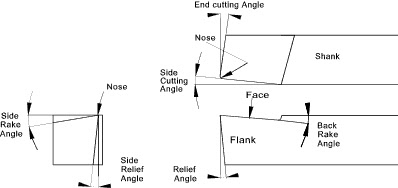 End cutting Angle
Nose
Shank
Side
Cutting
Angle
Face
Nose
Side
Rake
Angle
Flank
Back
Rake
Angle
Side
Relief
Angle
Relief
Angle